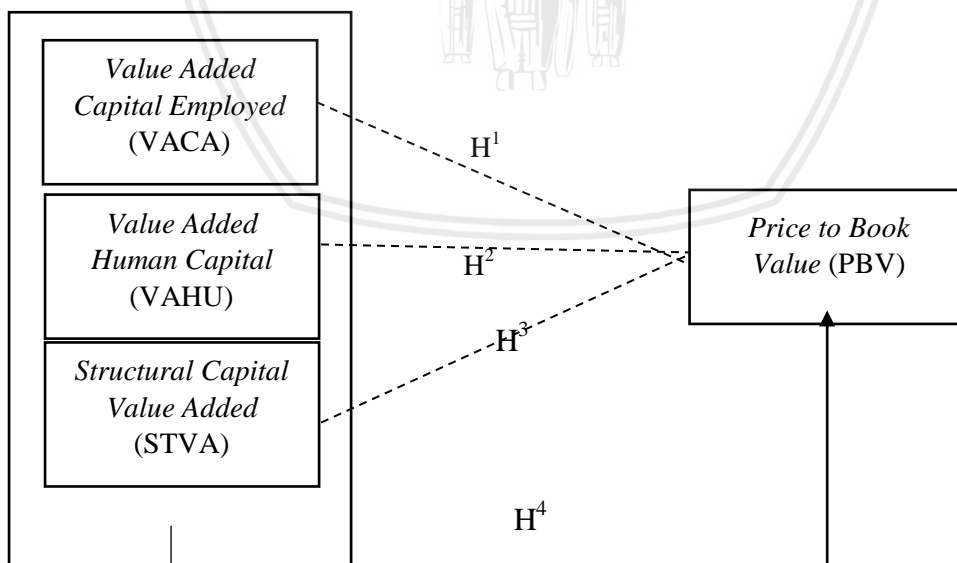 Value Added
Capital Employed
(VACA)
H1
Value Added
Human Capital
(VAHU)
H2
Price to Book
Value (PBV)
H3
Structural Capital
Value Added
(STVA)
H4